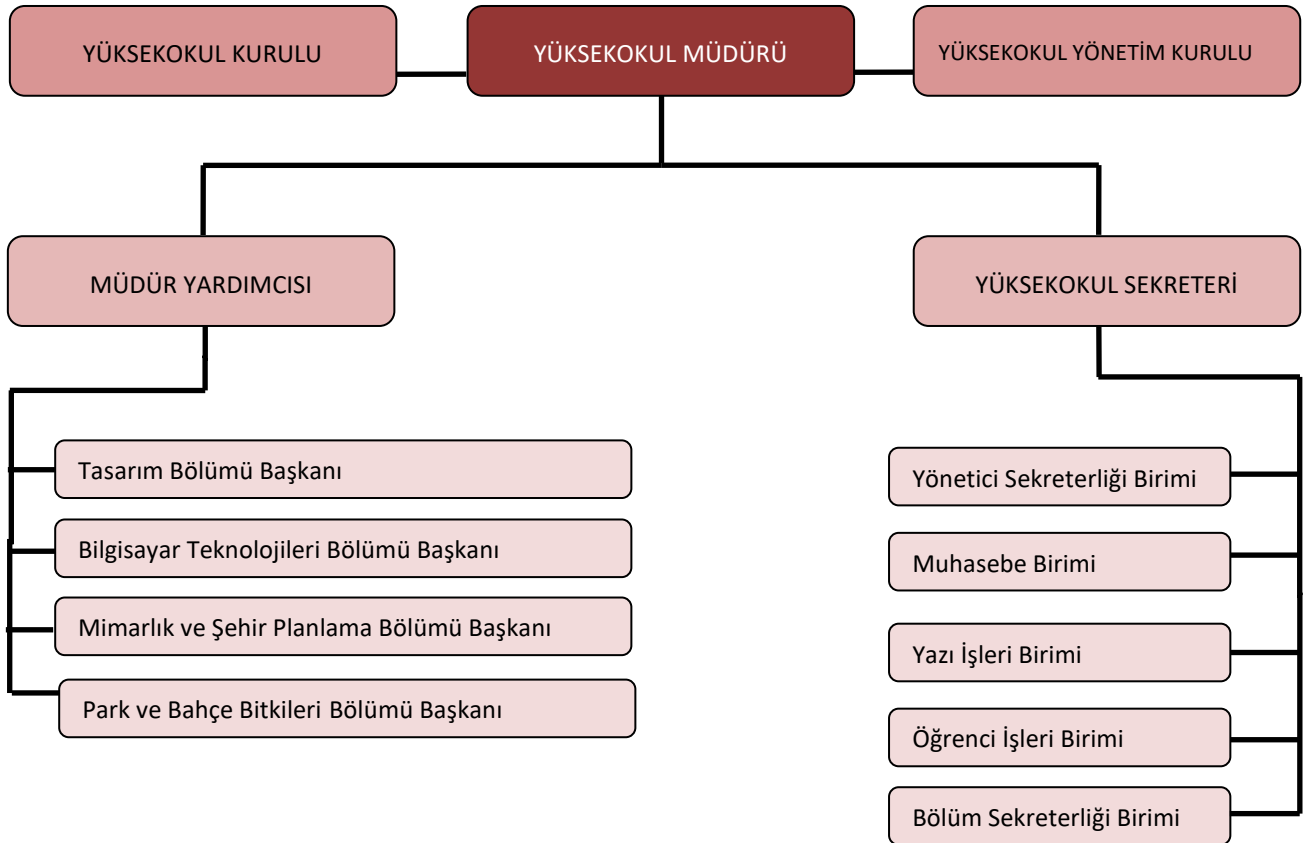 YÜKSEKOKUL KURULU
YÜKSEKOKUL MÜDÜRÜ
YÜKSEKOKUL YÖNETİM KURULU
MÜDÜR YARDIMCISI
YÜKSEKOKUL SEKRETERİ
Tasarım Bölümü Başkanı
Bilgisayar Teknolojileri Bölümü Başkanı
Mimarlık ve Şehir Planlama Bölümü Başkanı
Park ve Bahçe Bitkileri Bölümü Başkanı
Yönetici Sekreterliği Birimi
Muhasebe Birimi
Yazı İşleri Birimi
Öğrenci İşleri Birimi
Bölüm Sekreterliği Birimi